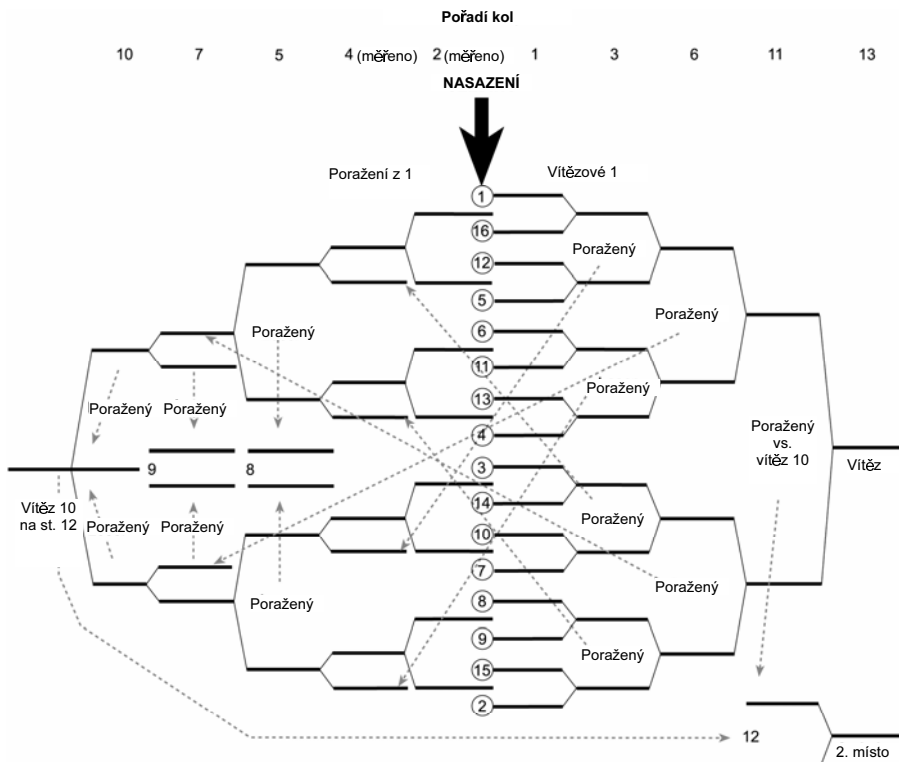 Pořadí kol
10 7 5 4 (měřeno) 2 (měřeno) 1 3 6 11 13
NASAZENÍ
Poražení z 1
Vítězové 1
1
16
12
5
6
11
13
4
3
14
10
7
8
9
15
2
Poražený
Poražený
Poražený
Poražený
Poražený
Poražený
vs.
vítěz 10
Vítěz
9
8
Vítěz 10
na st. 12
Poražený
Poražený
Poražený
Poražený
Poražený
Poražený
Poražený
12
2. místo